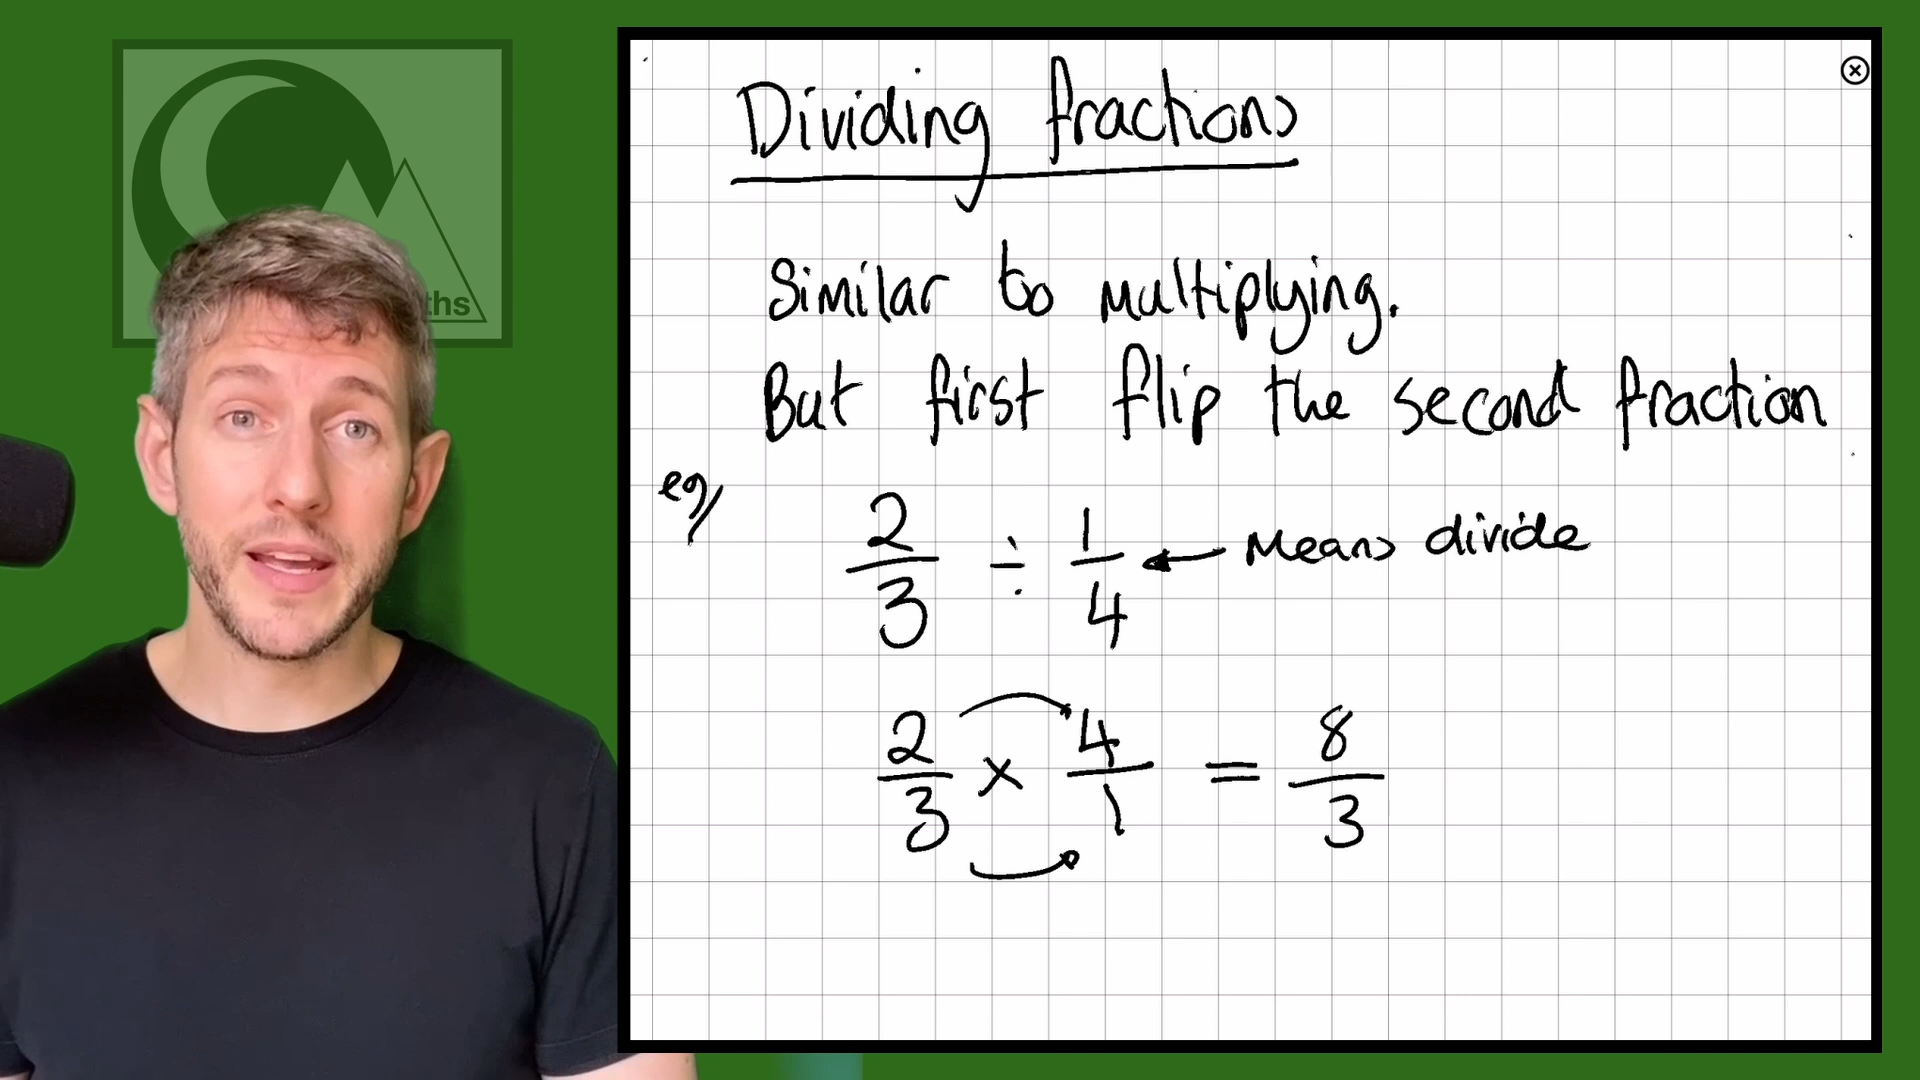 ths
Dividing fractions
Similar to multiplying.
But first flip the second fraction
eg/
2/3 ÷ 1/4 ← Means divide
2/3 × 4/1 = 8/3